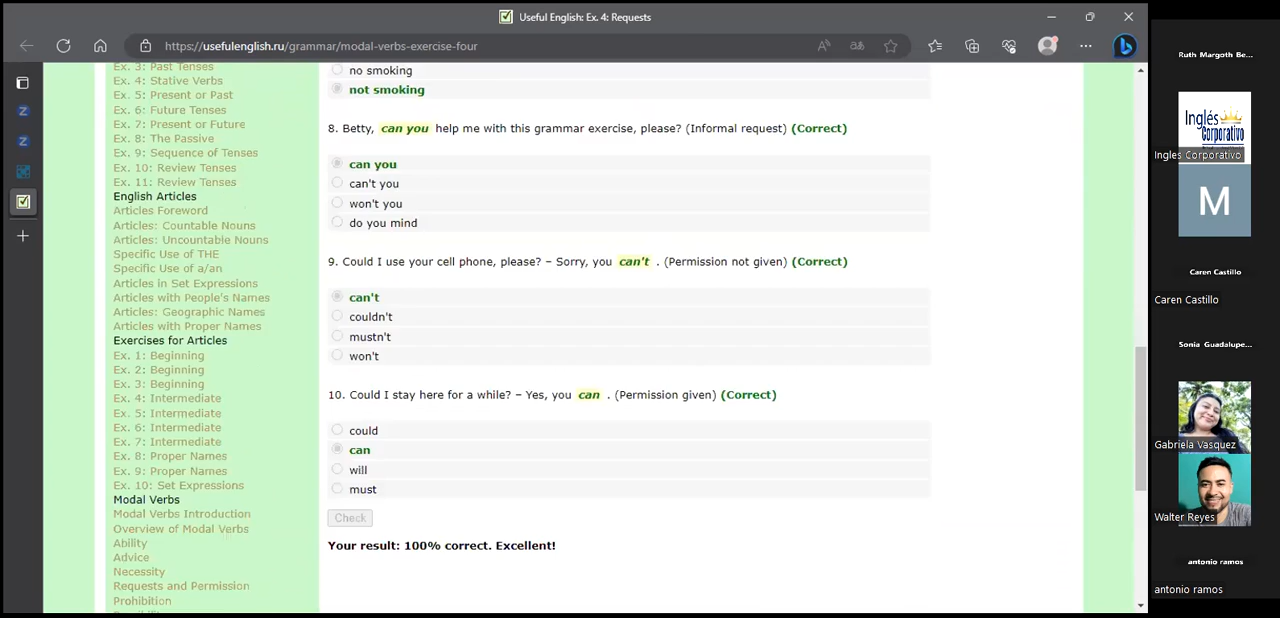 Useful English: Ex. 4: Requests
https://usefulenglish.ru/grammar/modal-verbs-exercise-four
Ex. 3: Past Tenses
Ex. 4: Stative Verbs
Ex. 5: Present or Past
Ex. 6: Future Tenses
Ex. 7: Present or Future
Ex. 8: The Passive
Ex. 9: Sequence of Tenses
Ex. 10: Review Tenses
Ex. 11: Review Tenses
English Articles
Articles Foreword
Articles: Countable Nouns
Articles: Uncountable Nouns
Specific Use of THE
Specific Use of a/an
Articles in Set Expressions
Articles with People's Names
Articles: Geographic Names
Articles with Proper Names
Exercises for Articles
Ex. 1: Beginning
Ex. 2: Beginning
Ex. 3: Beginning
Ex. 4: Intermediate
Ex. 5: Intermediate
Ex. 6: Intermediate
Ex. 7: Intermediate
Ex. 8: Proper Names
Ex. 9: Proper Names
Ex. 10: Set Expressions
Modal Verbs
Modal Verbs Introduction
Overview of Modal Verbs
Ability
Advice
Necessity
Requests and Permission
Prohibition
no smoking
not smoking
8. Betty, can you help me with this grammar exercise, please? (Informal request) (Correct)
can you
can't you
won't you
do you mind
9. Could I use your cell phone, please? – Sorry, you can't . (Permission not given) (Correct)
can't
couldn't
mustn't
won't
10. Could I stay here for a while? – Yes, you can . (Permission given) (Correct)
could
can
will
must
Check
Your result: 100% correct. Excellent!
Ruth Margoth Be...
Inglés
Corporativo
Ingles Corporativo
M
Caren Castillo
Caren Castillo
Sonia Guadalupe...
Gabriela Vasquez
Walter Reyes
antonio ramos
antonio ramos